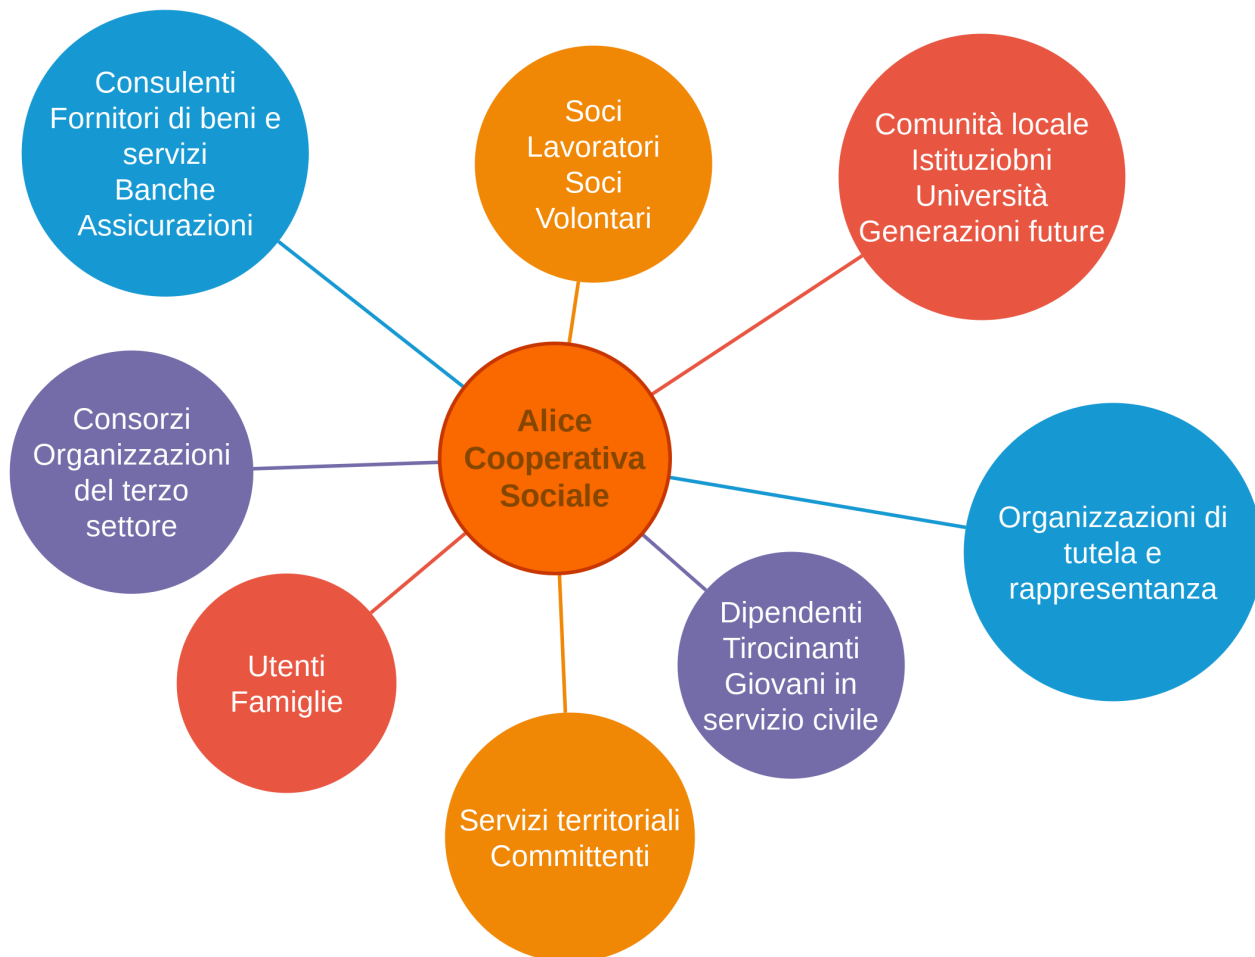 Consulenti
Fornitori di beni e
servizi
Banche
Assicurazioni
Soci
Lavoratori
Soci
Volontari
Comunità locale
Istituziobni
Università
Generazioni future
Alice
Cooperativa
Sociale
Consorzi
Organizzazioni
del terzo
settore
Organizzazioni di
tutela e
rappresentanza
Utenti
Famiglie
Dipendenti
Tirocinanti
Giovani in
servizio civile
Servizi territoriali
Committenti